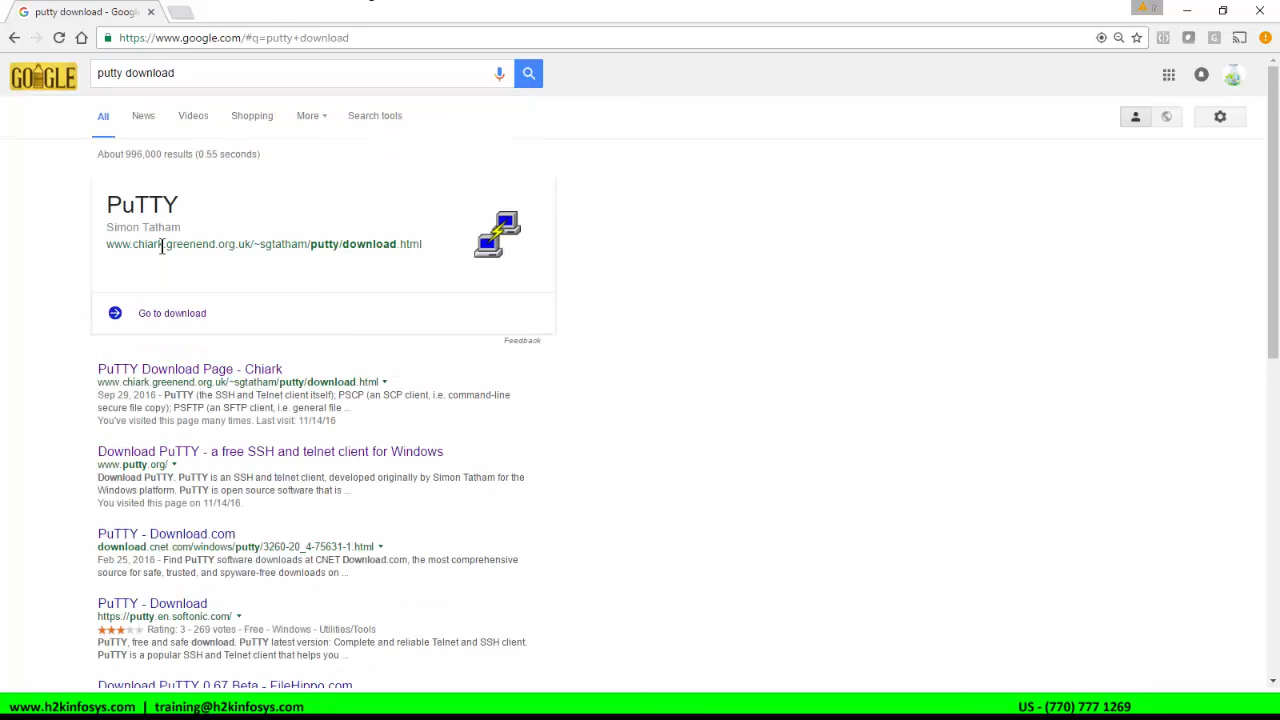 putty download - Google
https://www.google.com/#q=putty+download
GOOGLE
putty download
All
News
Videos
Shopping
More
Search tools
About 996,000 results (0.55 seconds)
PuTTY
Simon Tatham
www.chiark.greenend.org.uk/~sgtatham/putty/download.html
Go to download
Feedback
PuTTY Download Page - Chiark
www.chiark.greenend.org.uk/~sgtatham/putty/download.html
Sep 29, 2016 - PuTTY (the SSH and Telnet client itself); PSCP (an SCP client, i.e. command-line
secure file copy); PSFTP (an SFTP client, i.e. general file ...
You've visited this page many times. Last visit: 11/14/16
Download PuTTY - a free SSH and telnet client for Windows
www.putty.org/
Download PuTTY. PuTTY is an SSH and telnet client, developed originally by Simon Tatham for the
Windows platform. PuTTY is open source software that is ...
You visited this page on 11/14/16.
PuTTY - Download.com
download.cnet.com/windows/putty/3260-20_4-75631-1.html
Feb 25, 2016 - Find PuTTY software downloads at CNET Download.com, the most comprehensive
source for safe, trusted, and spyware-free downloads on ...
PuTTY - Download
https://putty.en.softonic.com/
Rating: 3 - 269 votes - Free - Windows - Utilities/Tools
PuTTY, free and safe download. PuTTY latest version: Complete and reliable Telnet and SSH client.
PuTTY is a popular SSH and Telnet client that helps you ...
Download PuTTY 0.67 Beta - FileHippo.com
www.h2kinfosys.com | training@h2kinfosys.com
US - (770) 777 1269